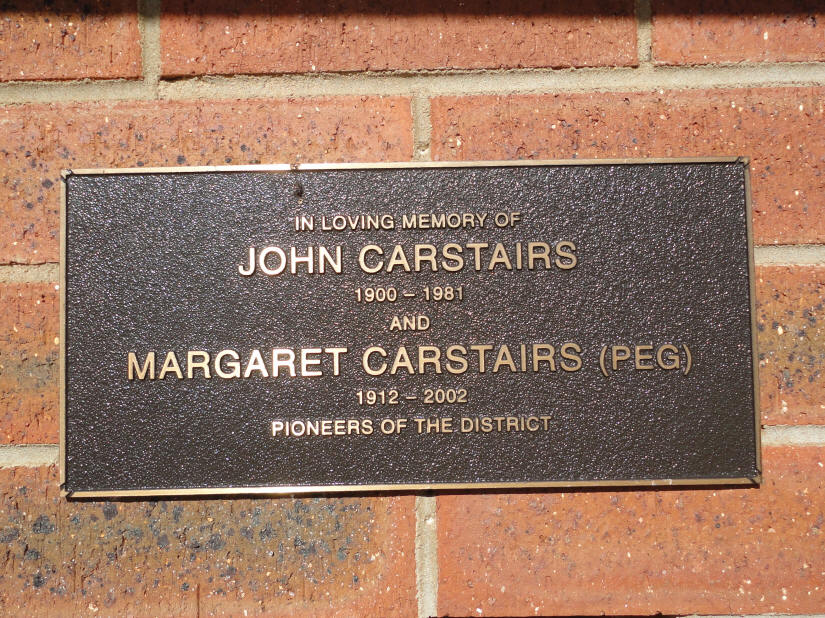 IN LOVING MEMORY OF
JOHN CARSTAIRS
1900 – 1981
AND
MARGARET CARSTAIRS (PEG)
1912 – 2002
PIONEERS OF THE DISTRICT